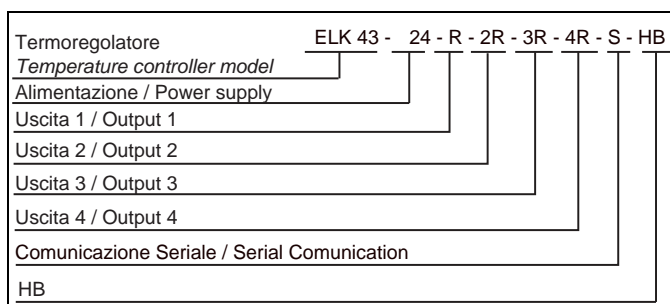 Termoregolatore ELK 43 - 24 - R - 2R - 3R - 4R - S - HB
Temperature controller model
Alimentazione / Power supply
Uscita 1 / Output 1
Uscita 2 / Output 2
Uscita 3 / Output 3
Uscita 4 / Output 4
Comunicazione Seriale / Serial Comunication
HB